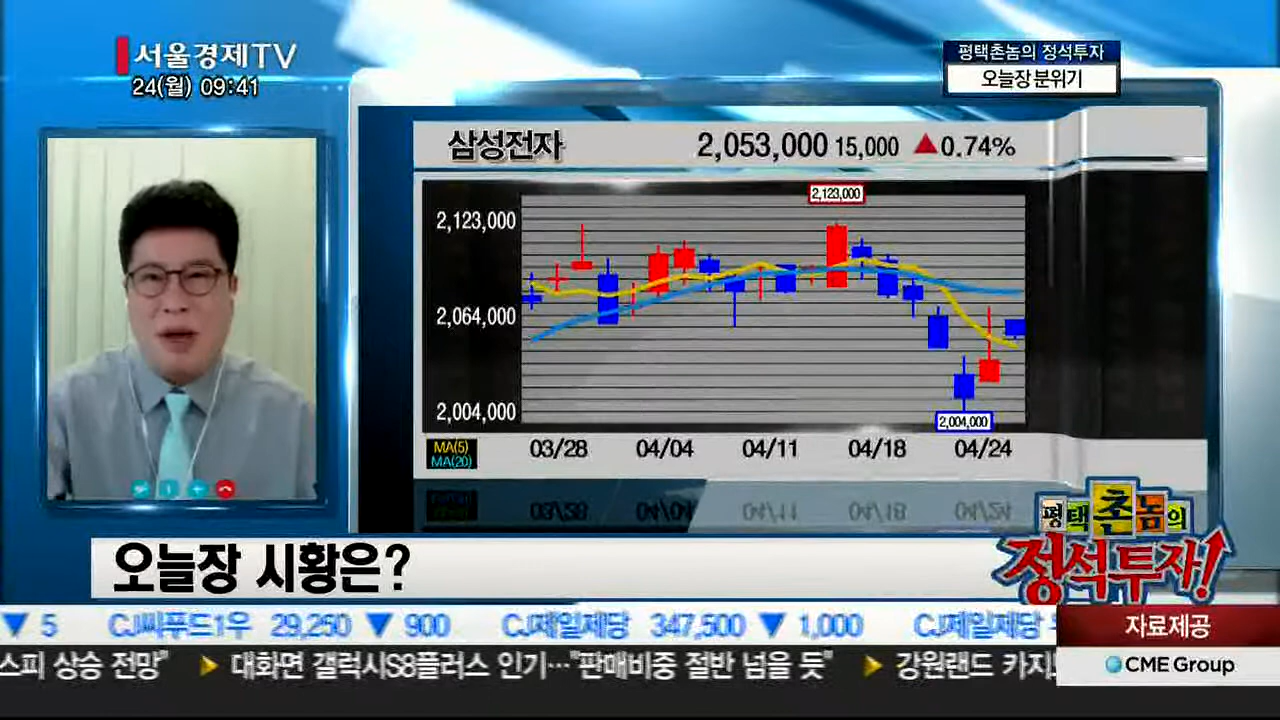 서울경제TV
24(월) 09:41
평택촌놈의 정석투자
오늘장 분위기
삼성전자 2,053,000 15,000 ▲0.74%
2,123,000
2,123,000
2,064,000
2,004,000
2,004,000
MA(5)
MA(20)
03/28 04/04 04/11 04/18 04/24
평택촌놈의
정석투자!
오늘장 시황은?
▼ 5 CJ씨푸드1우 29,250 ▼ 900 CJ제일제당 347,500 ▼ 1,000 CJ제일제당
자료제공
CME Group
스피 상승 전망" ▶ 대화면 갤럭시S8플러스 인기…"판매비중 절반 넘을 듯" ▶ 강원랜드 카지